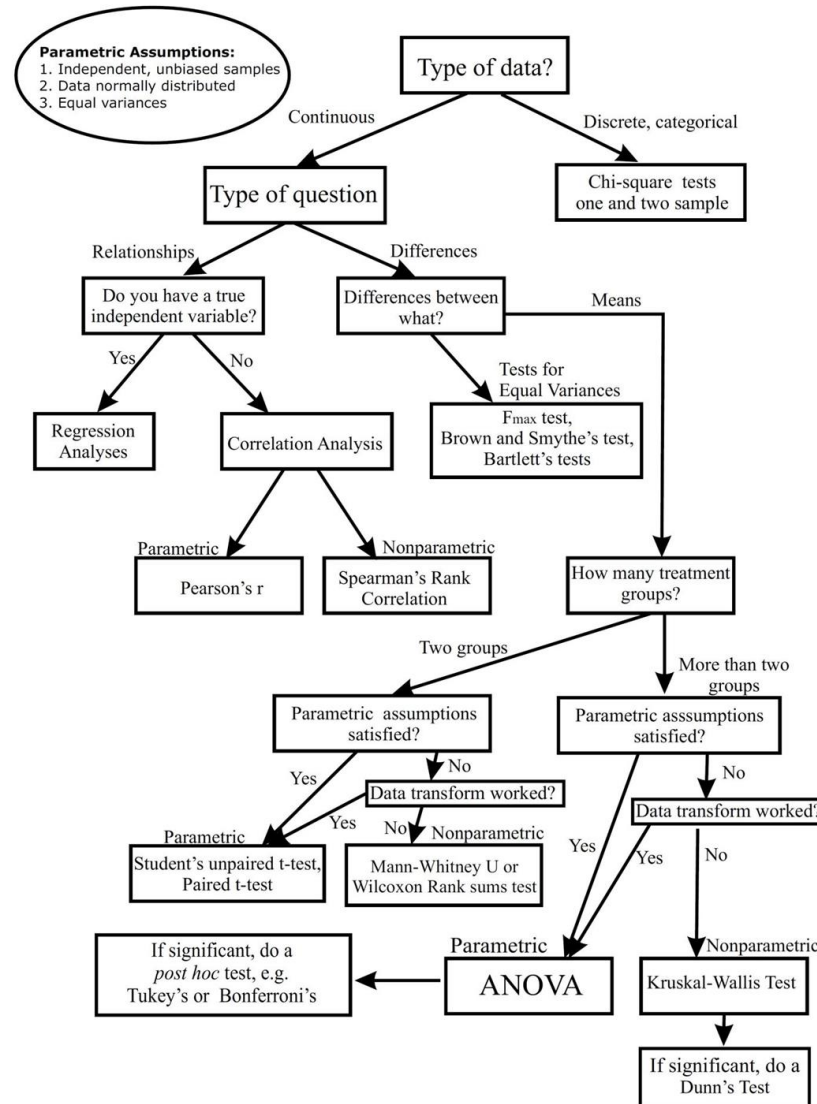 Parametric Assumptions:
1. Independent, unbiased samples
2. Data normally distributed
3. Equal variances
Type of data?
Continuous
Discrete, categorical
Type of question
Chi-square tests
one and two sample
Relationships
Differences
Do you have a true
independent variable?
Differences between
what?
Means
Yes
No
Tests for
Equal Variances
Regression
Analyses
Correlation Analysis
Fmax test,
Brown and Smythe's test,
Bartlett's tests
Parametric
Nonparametric
Pearson's r
Spearman's Rank
Correlation
How many treatment
groups?
Two groups
More than two
groups
Parametric assumptions
satisfied?
Parametric asssumptions
satisfied?
Yes
No
No
Data transform worked?
Data transform worked?
Yes
No
Yes
Yes
No
Parametric
Nonparametric
Student's unpaired t-test,
Paired t-test
Mann-Whitney U or
Wilcoxon Rank sums test
If significant, do a
post hoc test, e.g.
Tukey's or Bonferroni's
Parametric
ANOVA
Nonparametric
Kruskal-Wallis Test
If significant, do a
Dunn's Test